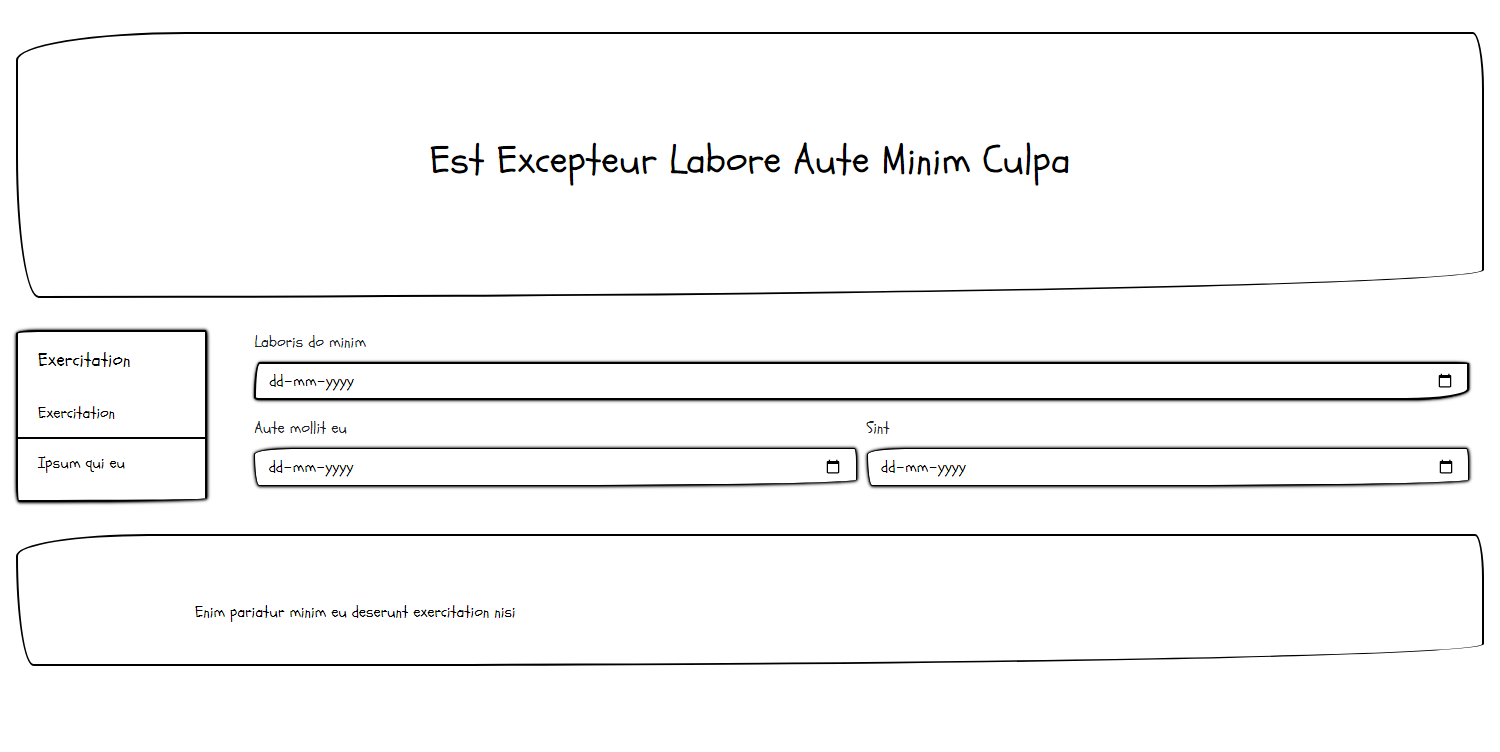 Est Excepteur Labore Aute Minim Culpa
Exercitation
Exercitation
Ipsum qui eu
Laboris do minim
dd-mm-yyyy
Aute mollit eu
dd-mm-yyyy
Sint
dd-mm-yyyy
Enim pariatur minim eu deserunt exercitation nisi